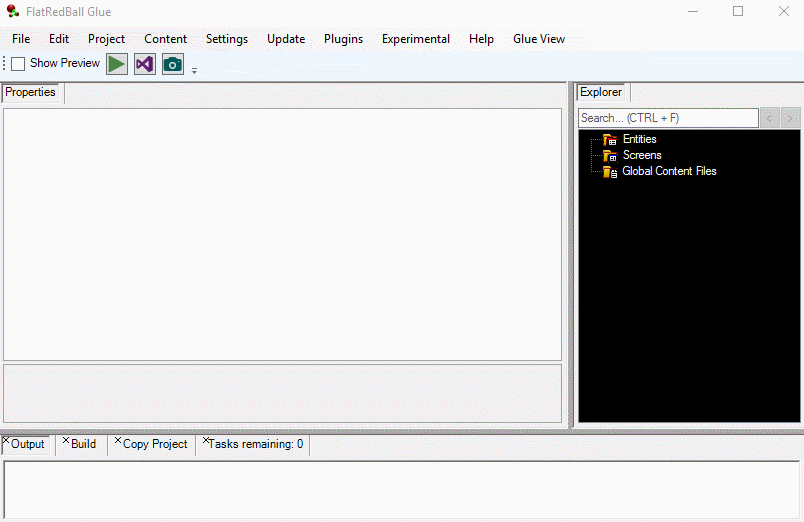 FlatRedBall Glue
File Edit Project Content Settings Update Plugins Experimental Help Glue View
Show Preview
Properties
Explorer
Search... (CTRL + F)
< >
Entities
Screens
Global Content Files
Output Build Copy Project Tasks remaining: 0